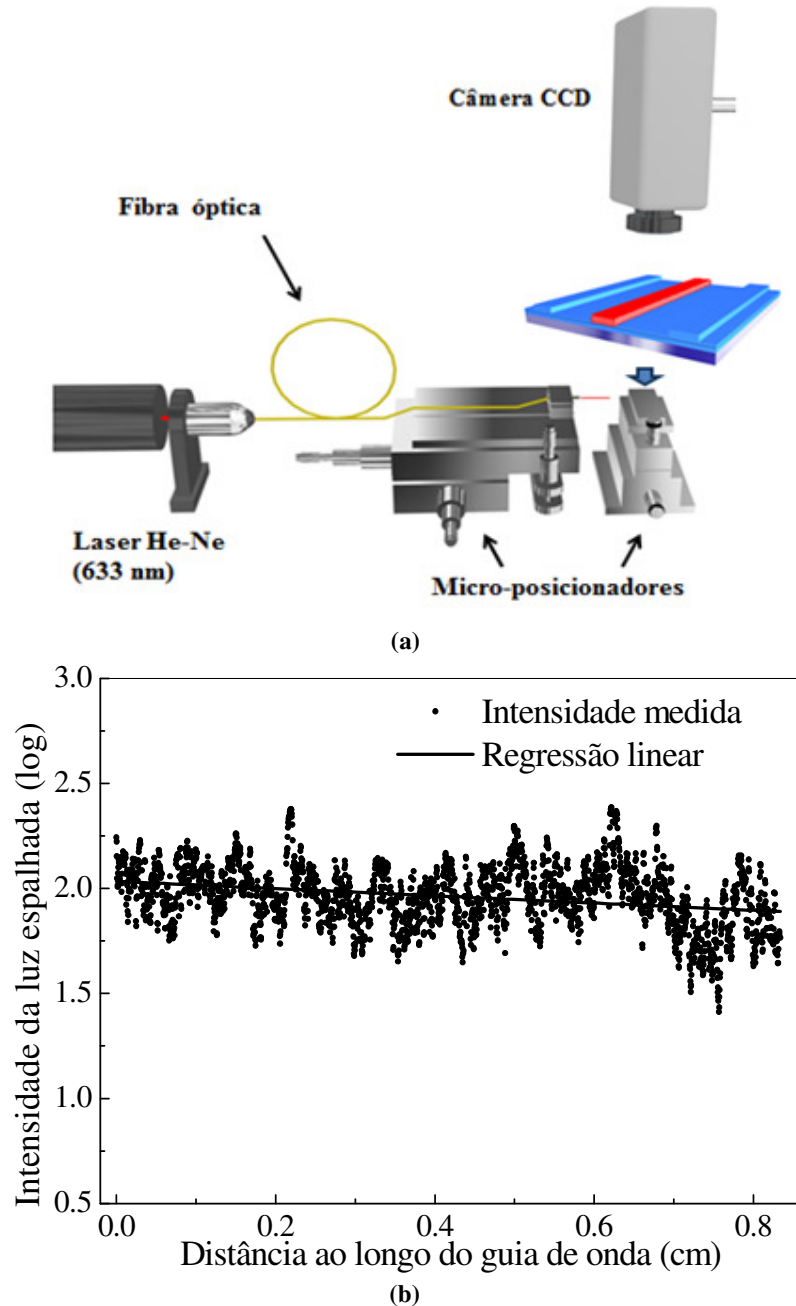 Câmera CCD
Fibra óptica
Laser He-Ne
(633 nm)
Micro-posicionadores
(a)
3.0
2.5
2.0
1.5
1.0
0.5
Intensidade da luz espalhada (log)
Intensidade medida
Regressão linear
0.0 0.2 0.4 0.6 0.8
Distância ao longo do guia de onda (cm)
(b)